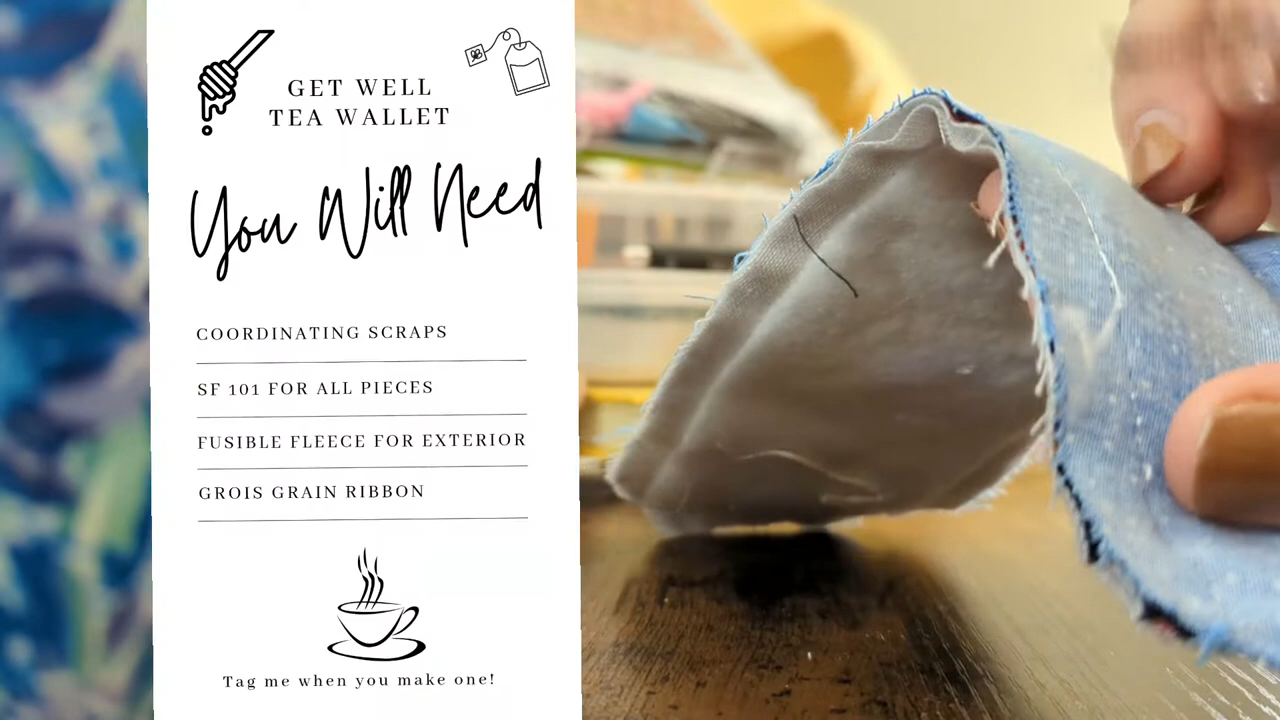 GET WELL
TEA WALLET
You Will Need
COORDINATING SCRAPS
SF 101 FOR ALL PIECES
FUSIBLE FLEECE FOR EXTERIOR
GROIS GRAIN RIBBON
Tag me when you make one!